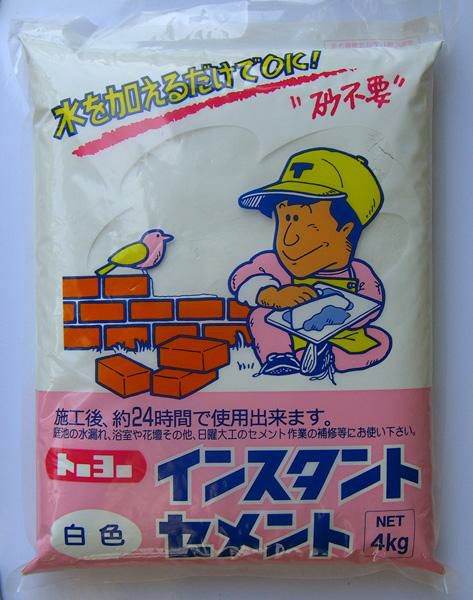 水を加えるだけでOK!
"砂不要"
T
施工後、約24時間で使用出来ます。
庭池の水漏れ、浴室や花壇その他、日曜大工のセメント作業の補修等にお使い下さい。
トーヨー
インスタント
セメント
白色
NET
4kg